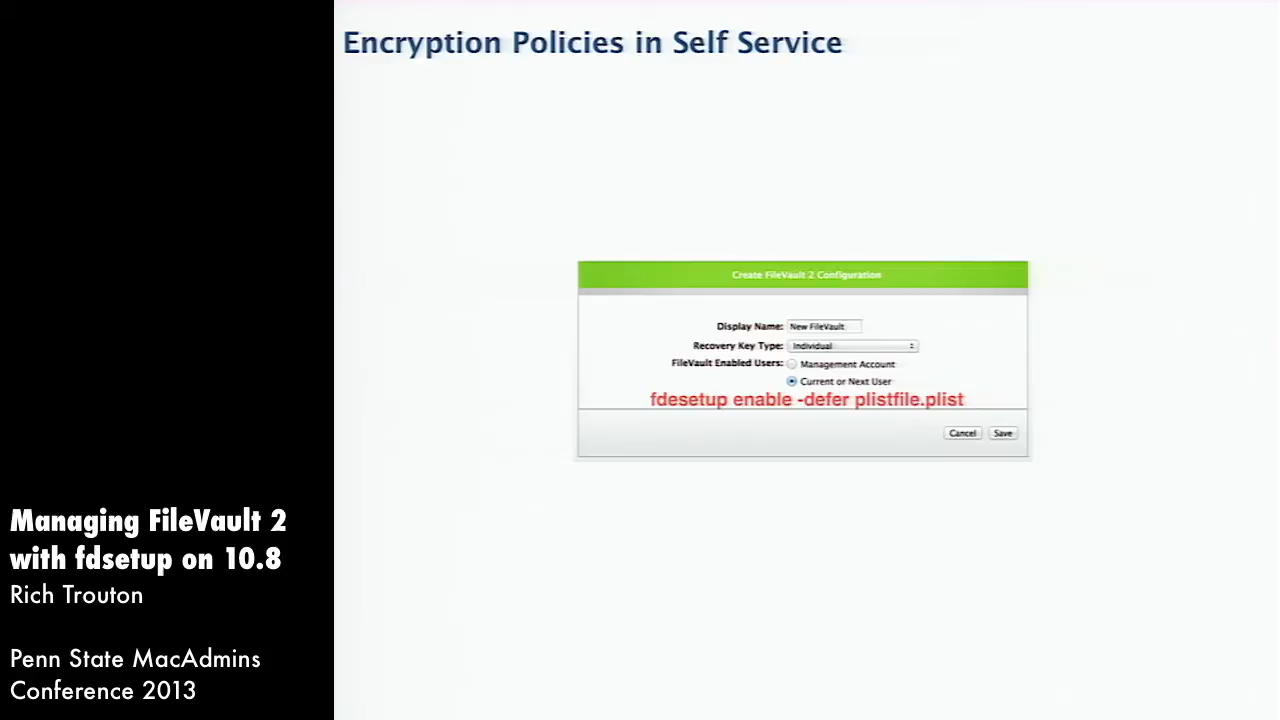 Encryption Policies in Self Service
Create FileVault 2 Configuration
Display Name: New FileVault
Recovery Key Type: Individual
FileVault Enabled Users: Management Account
Current or Next User
fdesetup enable -defer plistfile.plist
Cancel Save
Managing FileVault 2
with fdsetup on 10.8
Rich Trouton
Penn State MacAdmins
Conference 2013